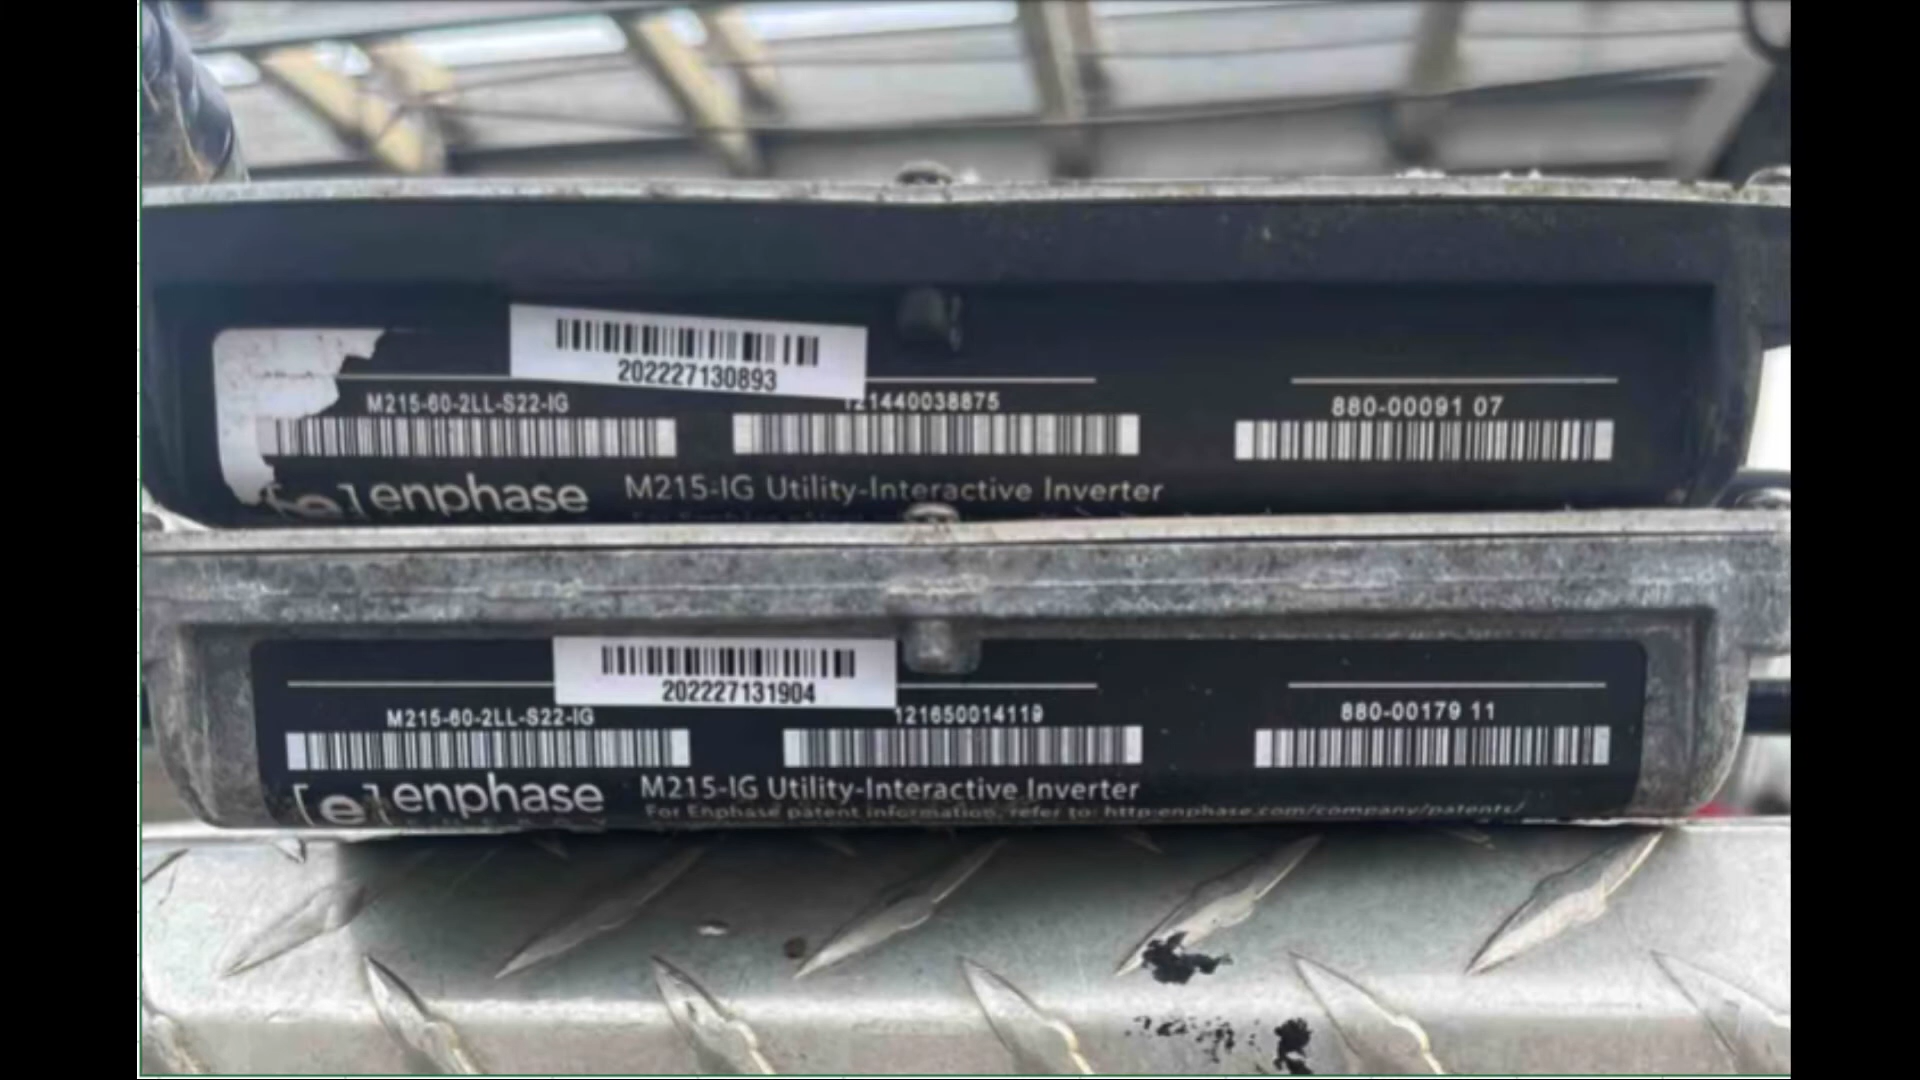 202227130893
M215-60-2LL-S22-IG 121440038875 880-00091 07
[e] enphase M215-IG Utility-Interactive Inverter
202227131904
M215-60-2LL-S22-IG 121650014119 880-00179 11
[e] enphase M215-IG Utility-Interactive Inverter
For Enphase patent information, refer to: http:enphase.com/company/patents/